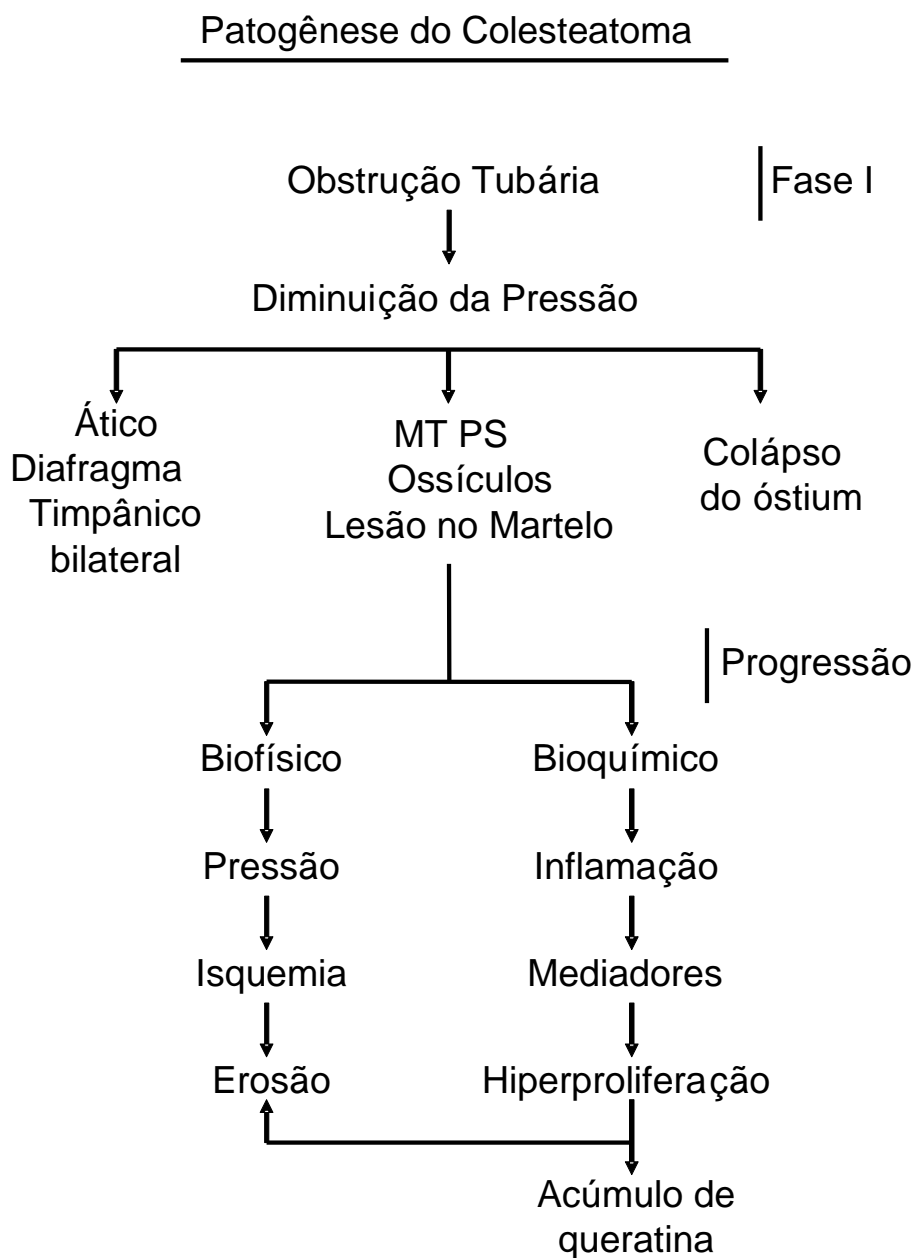 Patogênese do Colesteatoma
Obstrução Tubária
Fase I
Diminuição da Pressão
Ático
Diafragma
Timpânico
bilateral
MT PS
Ossículos
Lesão no Martelo
Colápso
do óstium
Progressão
Biofísico
Bioquímico
Pressão
Inflamação
Isquemia
Mediadores
Erosão
Hiperproliferação
Acúmulo de
queratina